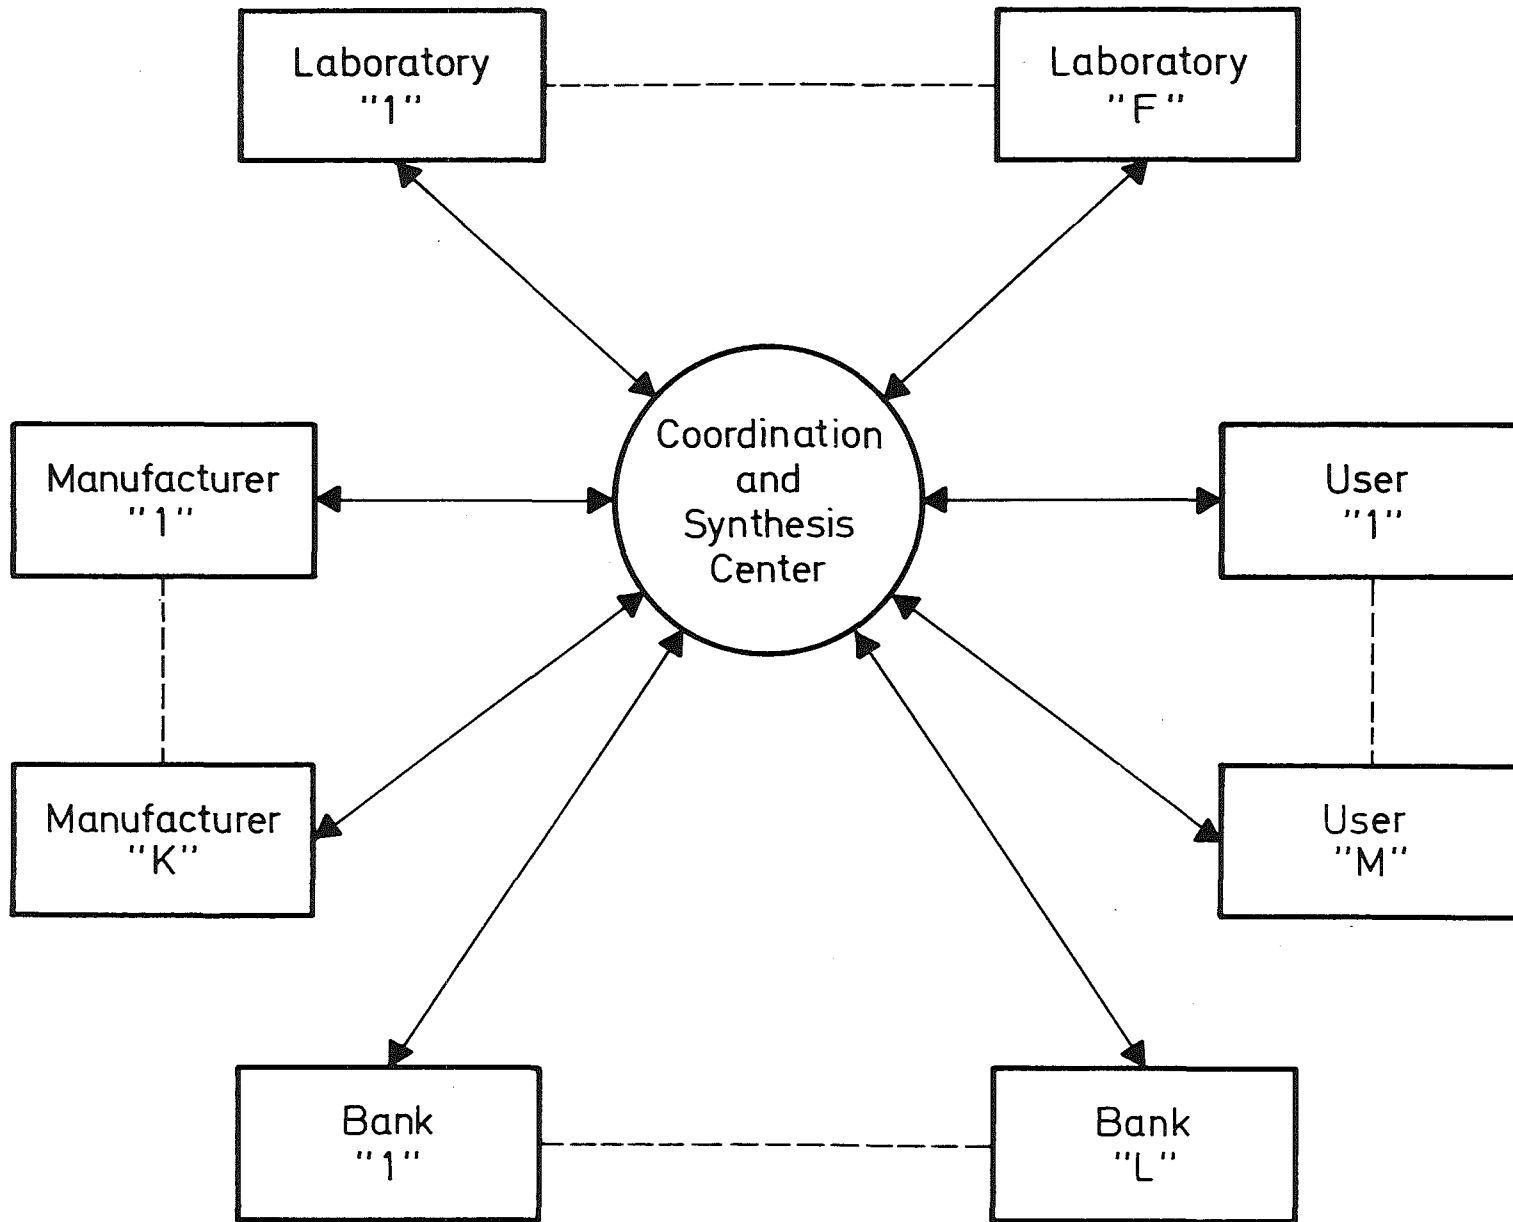 Laboratory
"1"
Laboratory
"F"
Coordination
and
Synthesis
Center
Manufacturer
"1"
User
"1"
Manufacturer
"K"
User
"M"
Bank
"1"
Bank
"L"